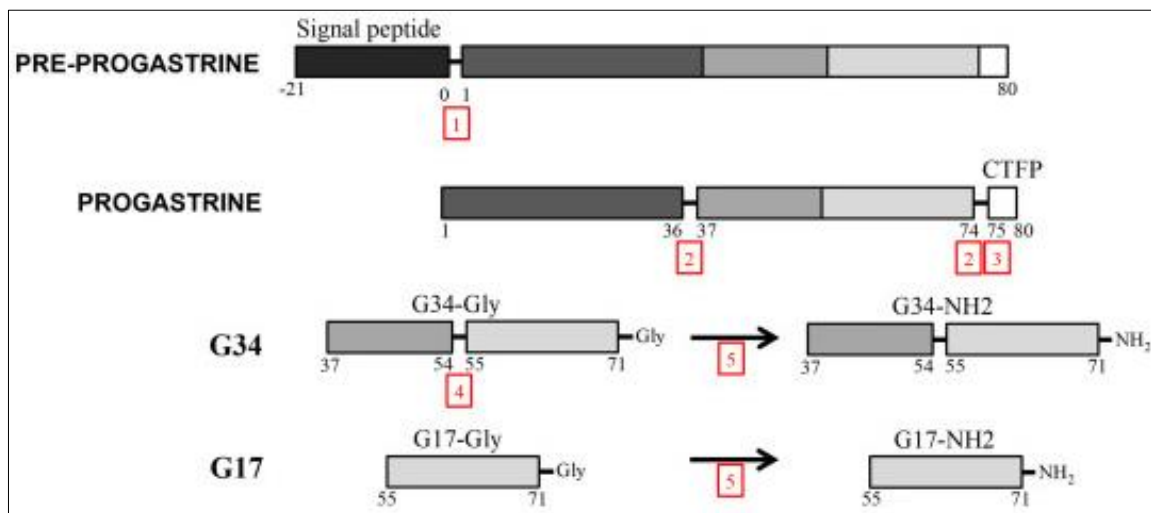 Signal peptide
PRE-PROGASTRINE
-21 0 1 80
1
CTFP
PROGASTRINE
1 36 37 74 75 80
2 2 3
G34-Gly G34-NH2
G34 Gly NH2
37 54 55 71 5 37 54 55 71
4
G17-Gly G17-NH2
G17 Gly NH2
55 71 5 55 71